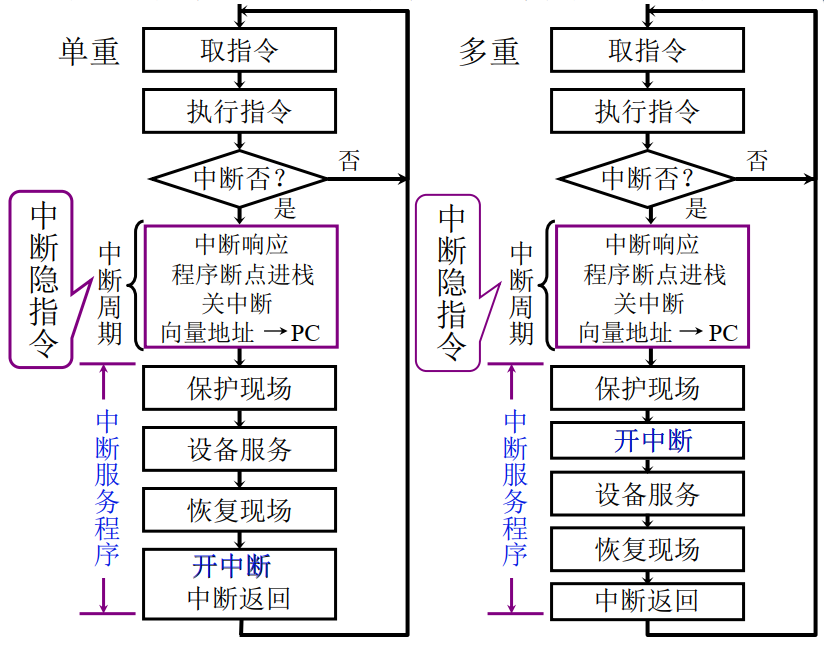 单重
取指令
执行指令
中断否?
否
是
中断隐指令
中断周期
中断响应
程序断点进栈
关中断
向量地址 → PC
中断服务程序
保护现场
设备服务
恢复现场
开中断
中断返回
多重
取指令
执行指令
中断否?
否
是
中断隐指令
中断周期
中断响应
程序断点进栈
关中断
向量地址 → PC
中断服务程序
保护现场
开中断
设备服务
恢复现场
中断返回